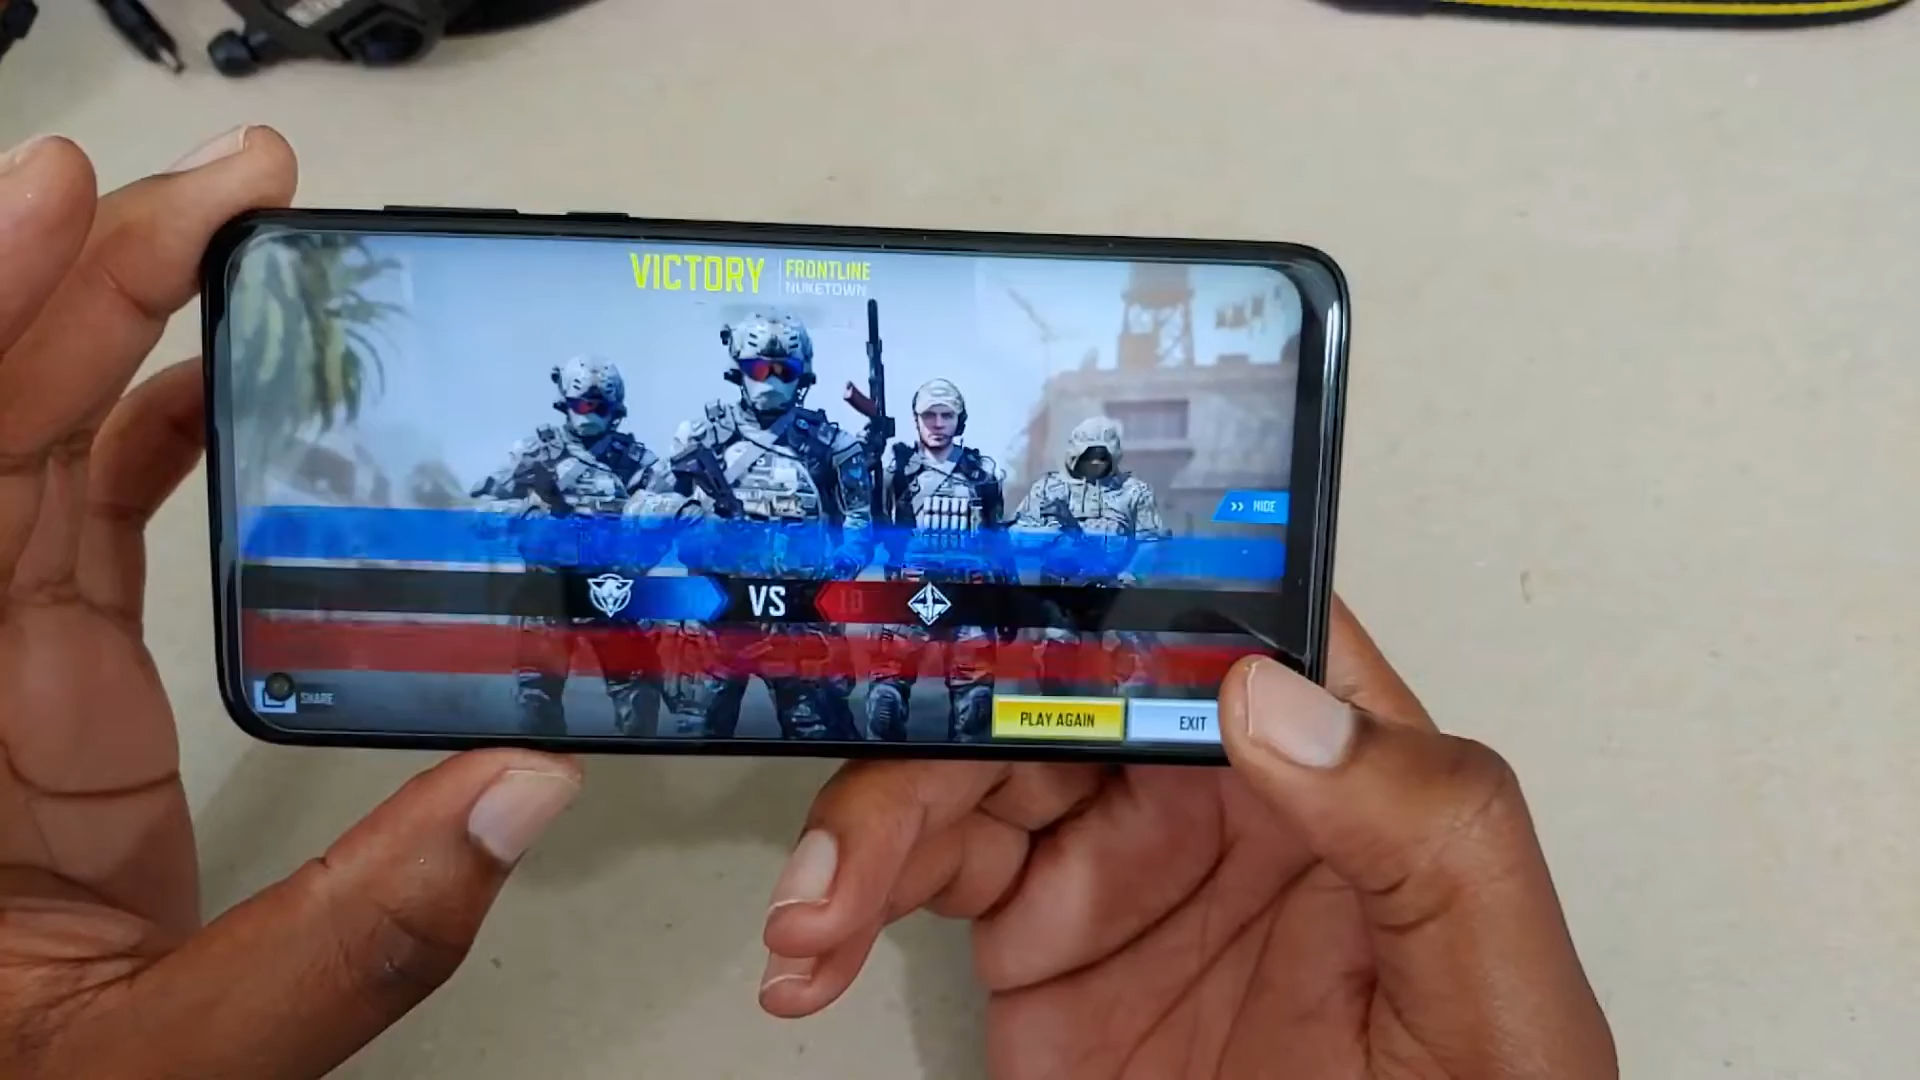 VICTORY
FRONTLINE
NUKETOWN
HIDE
VS
SHARE
PLAY AGAIN
EXIT